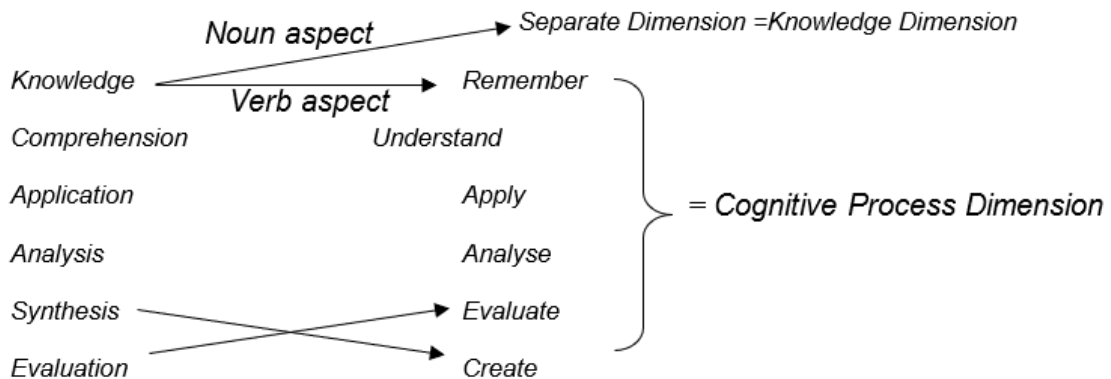 Noun aspect
Separate Dimension =Knowledge Dimension
Knowledge
Verb aspect
Remember
Comprehension
Understand
Application
Apply
= Cognitive Process Dimension
Analysis
Analyse
Synthesis
Evaluate
Evaluation
Create